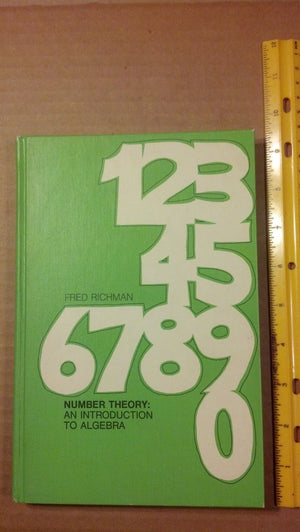 123
45
FRED RICHMAN
67890
NUMBER THEORY:
AN INTRODUCTION
TO ALGEBRA